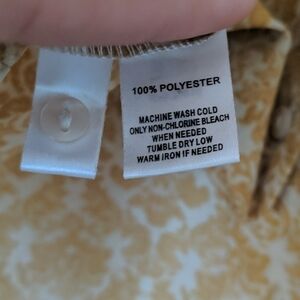 100% POLYESTER
MACHINE WASH COLD
ONLY NON-CHLORINE BLEACH
WHEN NEEDED
TUMBLE DRY LOW
WARM IRON IF NEEDED